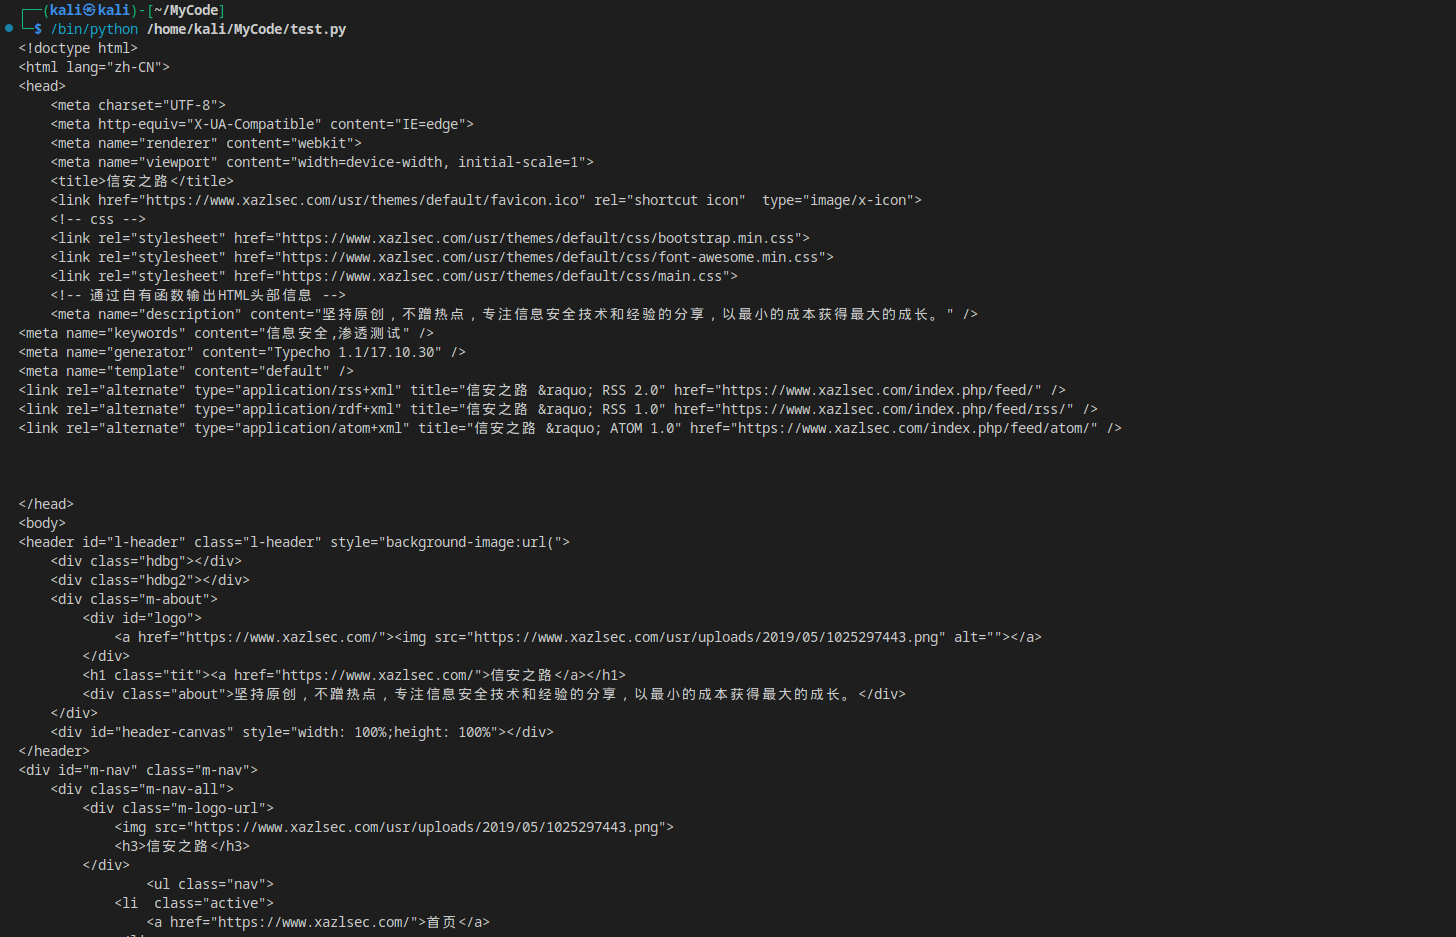 ┌──(kali㉿kali)-[~/MyCode]
└─$ /bin/python /home/kali/MyCode/test.py
<!doctype html>
<html lang="zh-CN">
<head>
    <meta charset="UTF-8">
    <meta http-equiv="X-UA-Compatible" content="IE=edge">
    <meta name="renderer" content="webkit">
    <meta name="viewport" content="width=device-width, initial-scale=1">
    <title>信安之路</title>
    <link href="https://www.xazlsec.com/usr/themes/default/favicon.ico" rel="shortcut icon"  type="image/x-icon">
    <!-- css -->
    <link rel="stylesheet" href="https://www.xazlsec.com/usr/themes/default/css/bootstrap.min.css">
    <link rel="stylesheet" href="https://www.xazlsec.com/usr/themes/default/css/font-awesome.min.css">
    <link rel="stylesheet" href="https://www.xazlsec.com/usr/themes/default/css/main.css">
    <!-- 通过自有函数输出HTML头部信息 -->
    <meta name="description" content="坚持原创，不蹭热点，专注信息安全技术和经验的分享，以最小的成本获得最大的成长。" />
<meta name="keywords" content="信息安全,渗透测试" />
<meta name="generator" content="Typecho 1.1/17.10.30" />
<meta name="template" content="default" />
<link rel="alternate" type="application/rss+xml" title="信安之路 &raquo; RSS 2.0" href="https://www.xazlsec.com/index.php/feed/" />
<link rel="alternate" type="application/rdf+xml" title="信安之路 &raquo; RSS 1.0" href="https://www.xazlsec.com/index.php/feed/rss/" />
<link rel="alternate" type="application/atom+xml" title="信安之路 &raquo; ATOM 1.0" href="https://www.xazlsec.com/index.php/feed/atom/" />
</head>
<body>
<header id="l-header" class="l-header" style="background-image:url(">
    <div class="hdbg"></div>
    <div class="hdbg2"></div>
    <div class="m-about">
        <div id="logo">
            <a href="https://www.xazlsec.com/"><img src="https://www.xazlsec.com/usr/uploads/2019/05/1025297443.png" alt=""></a>
        </div>
        <h1 class="tit"><a href="https://www.xazlsec.com/">信安之路</a></h1>
        <div class="about">坚持原创，不蹭热点，专注信息安全技术和经验的分享，以最小的成本获得最大的成长。</div>
    </div>
    <div id="header-canvas" style="width: 100%;height: 100%"></div>
</header>
<div id="m-nav" class="m-nav">
    <div class="m-nav-all">
        <div class="m-logo-url">
            <img src="https://www.xazlsec.com/usr/uploads/2019/05/1025297443.png">
            <h3>信安之路</h3>
        </div>
                <ul class="nav">
            <li  class="active">
                <a href="https://www.xazlsec.com/">首页</a>